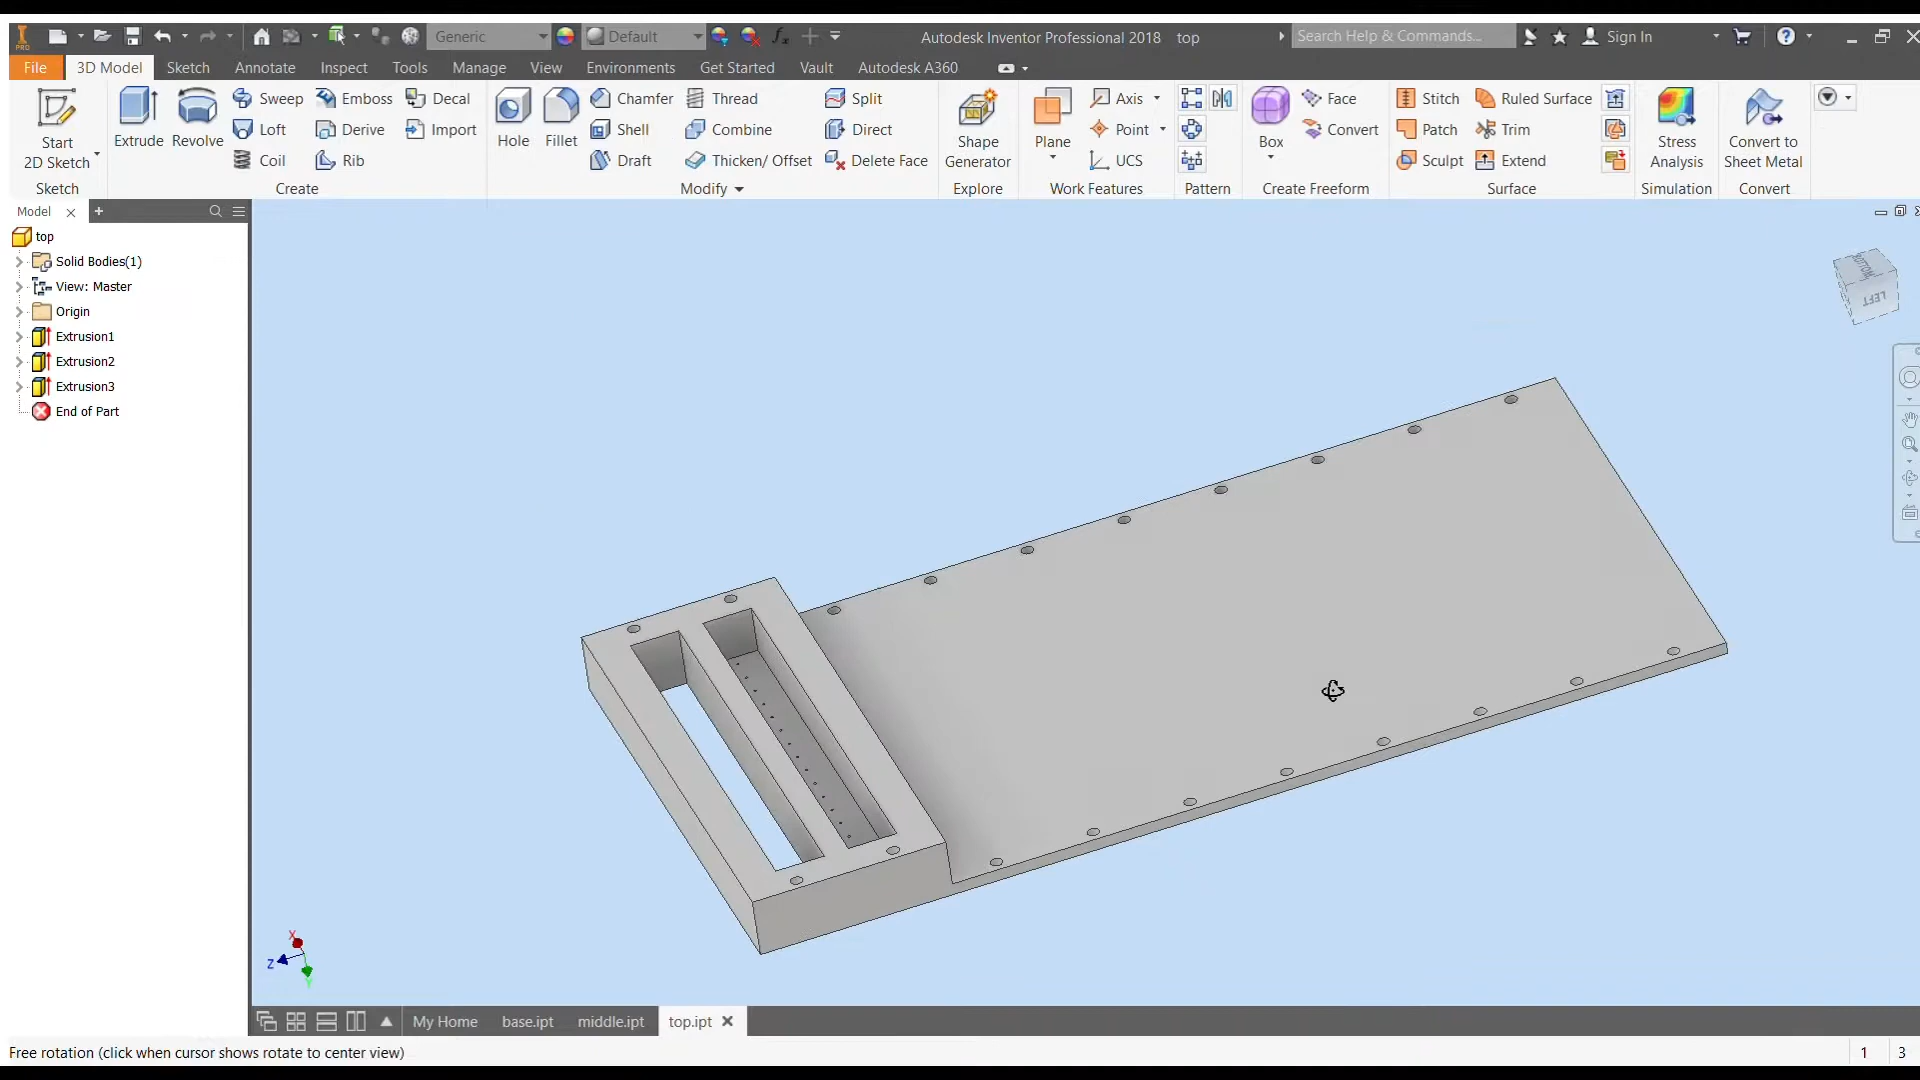 PRO
Generic
Default
Autodesk Inventor Professional 2018 top
Search Help & Commands...
Sign In
File
3D Model
Sketch
Annotate
Inspect
Tools
Manage
View
Environments
Get Started
Vault
Autodesk A360
Start
2D Sketch
Sketch
Extrude
Revolve
Sweep
Loft
Coil
Emboss
Derive
Rib
Decal
Import
Create
Hole
Fillet
Chamfer
Shell
Draft
Thread
Combine
Thicken/ Offset
Split
Direct
Delete Face
Modify
Shape
Generator
Explore
Plane
Axis
Point
UCS
Work Features
Pattern
Box
Face
Convert
Create Freeform
Stitch
Patch
Sculpt
Ruled Surface
Trim
Extend
Surface
Stress
Analysis
Simulation
Convert to
Sheet Metal
Convert
Model
top
Solid Bodies(1)
View: Master
Origin
Extrusion1
Extrusion2
Extrusion3
End of Part
BOTTOM
LEFT
X
Z
Y
My Home
base.ipt
middle.ipt
top.ipt
Free rotation (click when cursor shows rotate to center view)
1
3